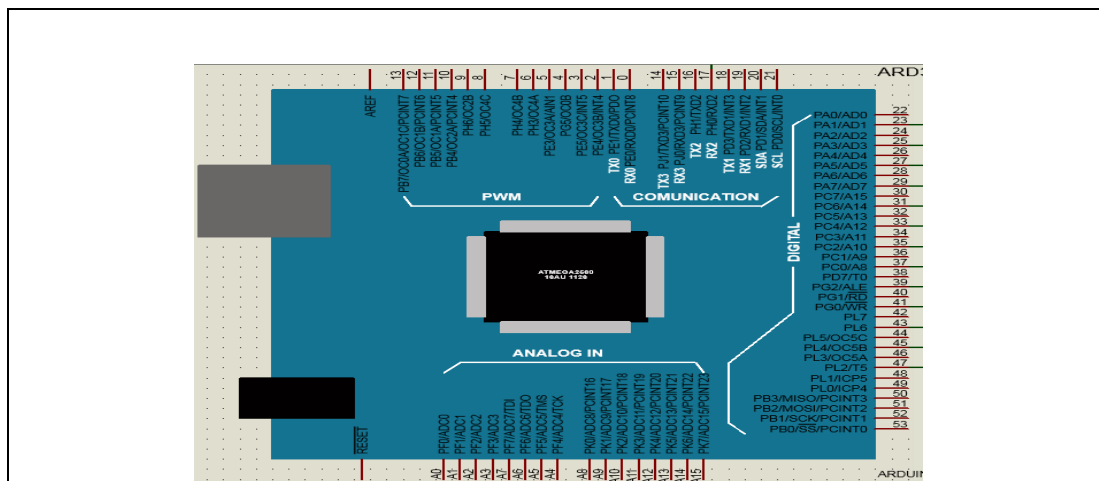 ARD3
13
12
11
10
9
8
7
6
5
4
3
2
1
0
14
15
16
17
18
19
20
21
AREF
PB7/OC0A/OC1C/PCINT7
PB6/OC1B/PCINT6
PB5/OC1A/PCINT5
PB4/OC2A/PCINT4
PH6/OC2B
PH5/OC4C
PH4/OC4B
PH3/OC4A
PE3/OC3A/AIN1
PG5/OC0B
PE5/OC3C/INT5
PE4/OC3B/INT4
TX0 PE1/TXD0/PDO
RX0 PE0/RXD0/PCINT8
TX3 PJ1/TXD3/PCINT10
RX3 PJ0/RXD3/PCINT9
TX2 PH1/TXD2
RX2 PH0/RXD2
TX1 PD3/TXD1/INT3
RX1 PD2/RXD1/INT2
SDA PD1/SDA/INT1
SCL PD0/SCL/INT0
PWM
COMUNICATION
ATMEGA2560
16AU 1126
DIGITAL
PA0/AD0 22
PA1/AD1 23
PA2/AD2 24
PA3/AD3 25
PA4/AD4 26
PA5/AD5 27
PA6/AD6 28
PA7/AD7 29
PC7/A15 30
PC6/A14 31
PC5/A13 32
PC4/A12 33
PC3/A11 34
PC2/A10 35
PC1/A9 36
PC0/A8 37
PD7/T0 38
PG2/ALE 39
PG1/RD 40
PG0/WR 41
PL7 42
PL6 43
PL5/OC5C 44
PL4/OC5B 45
PL3/OC5A 46
PL2/T5 47
PL1/ICP5 48
PL0/ICP4 49
PB3/MISO/PCINT3 50
PB2/MOSI/PCINT2 51
PB1/SCK/PCINT1 52
PB0/SS/PCINT0 53
ANALOG IN
RESET
PF0/ADC0
PF1/ADC1
PF2/ADC2
PF3/ADC3
PF7/ADC7/TDI
PF6/ADC6/TDO
PF5/ADC5/TMS
PF4/ADC4/TCK
PK0/ADC8/PCINT16
PK1/ADC9/PCINT17
PK2/ADC10/PCINT18
PK3/ADC11/PCINT19
PK4/ADC12/PCINT20
PK5/ADC13/PCINT21
PK6/ADC14/PCINT22
PK7/ADC15/PCINT23
A0
A1
A2
A3
A7
A6
A5
A4
A8
A9
A10
A11
A12
A13
A14
A15
ARDUIN